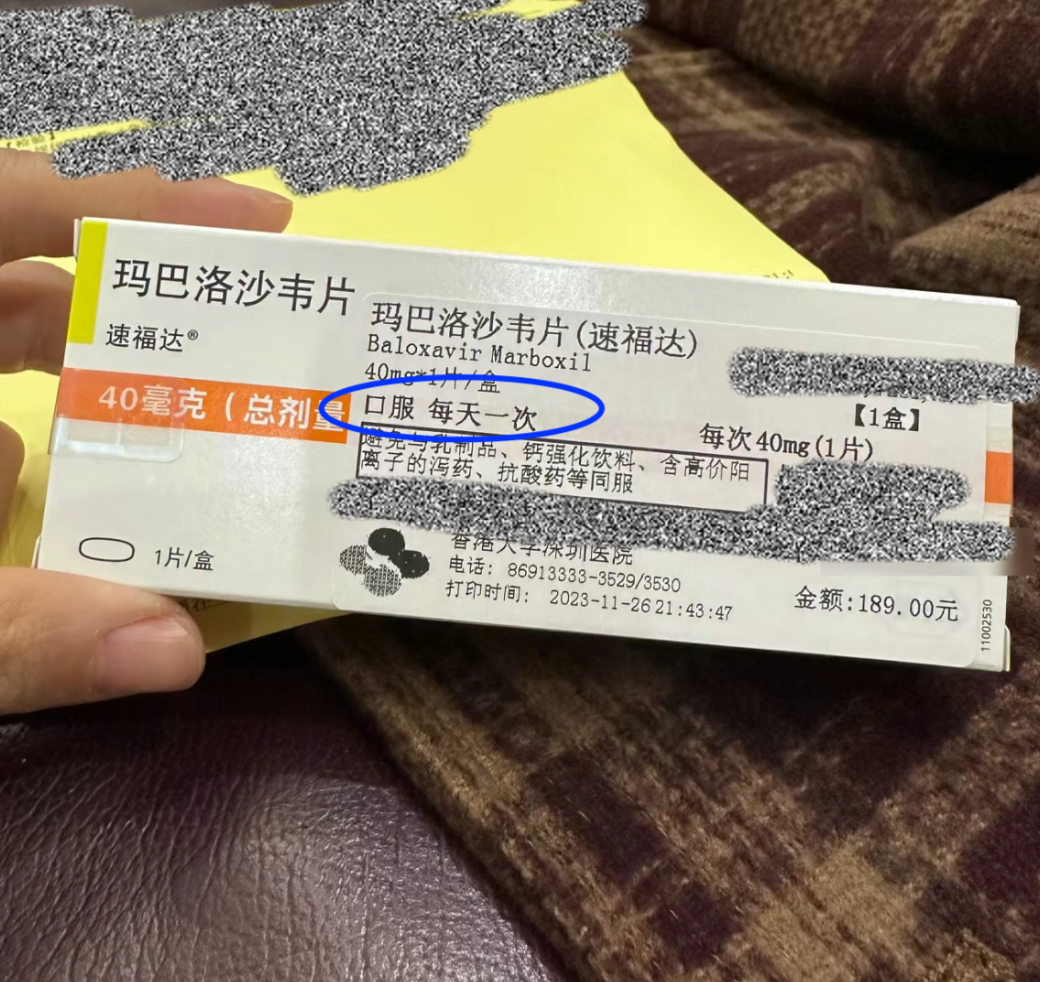 玛巴洛沙韦片
速福达®
40毫克（总剂量
1片/盒
玛巴洛沙韦片(速福达)
Baloxavir Marboxil
40mg*1片/盒
【1盒】
口服 每天一次
每次40mg(1片)
避免与乳制品、钙强化饮料、含高价阳
离子的泻药、抗酸药等同服
香港大学深圳医院
电话: 86913333-3529/3530
打印时间: 2023-11-26 21:43:47
金额:189.00元
11002530